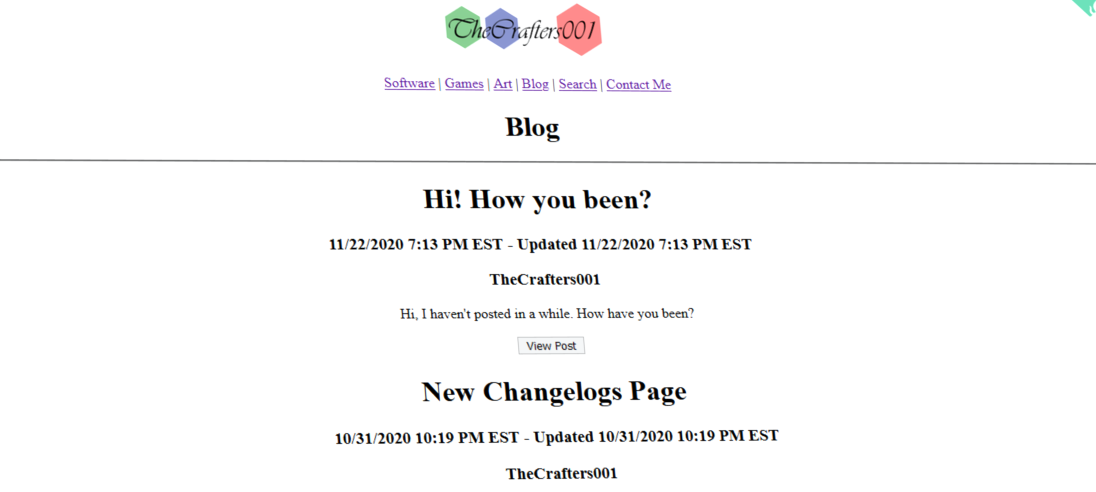 TheCrafters001
Software | Games | Art | Blog | Search | Contact Me
Blog
Hi! How you been?
11/22/2020 7:13 PM EST - Updated 11/22/2020 7:13 PM EST
TheCrafters001
Hi, I haven't posted in a while. How have you been?
View Post
New Changelogs Page
10/31/2020 10:19 PM EST - Updated 10/31/2020 10:19 PM EST
TheCrafters001